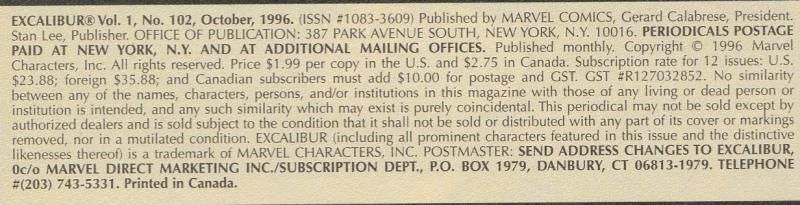 EXCALIBUR® Vol. 1, No. 102, October, 1996. (ISSN #1083-3609) Published by MARVEL COMICS, Gerard Calabrese, President.
Stan Lee, Publisher. OFFICE OF PUBLICATION: 387 PARK AVENUE SOUTH, NEW YORK, N.Y. 10016. PERIODICALS POSTAGE
PAID AT NEW YORK, N.Y. AND AT ADDITIONAL MAILING OFFICES. Published monthly. Copyright © 1996 Marvel
Characters, Inc. All rights reserved. Price $1.99 per copy in the U.S. and $2.75 in Canada. Subscription rate for 12 issues: U.S.
$23.88; foreign $35.88; and Canadian subscribers must add $10.00 for postage and GST. GST #R127032852. No similarity
between any of the names, characters, persons, and/or institutions in this magazine with those of any living or dead person or
institution is intended, and any such similarity which may exist is purely coincidental. This periodical may not be sold except by
authorized dealers and is sold subject to the condition that it shall not be sold or distributed with any part of its cover or markings
removed, nor in a mutilated condition. EXCALIBUR (including all prominent characters featured in this issue and the distinctive
likenesses thereof) is a trademark of MARVEL CHARACTERS, INC. POSTMASTER: SEND ADDRESS CHANGES TO EXCALIBUR,
0c/o MARVEL DIRECT MARKETING INC./SUBSCRIPTION DEPT., P.O. BOX 1979, DANBURY, CT 06813-1979. TELEPHONE
#(203) 743-5331. Printed in Canada.